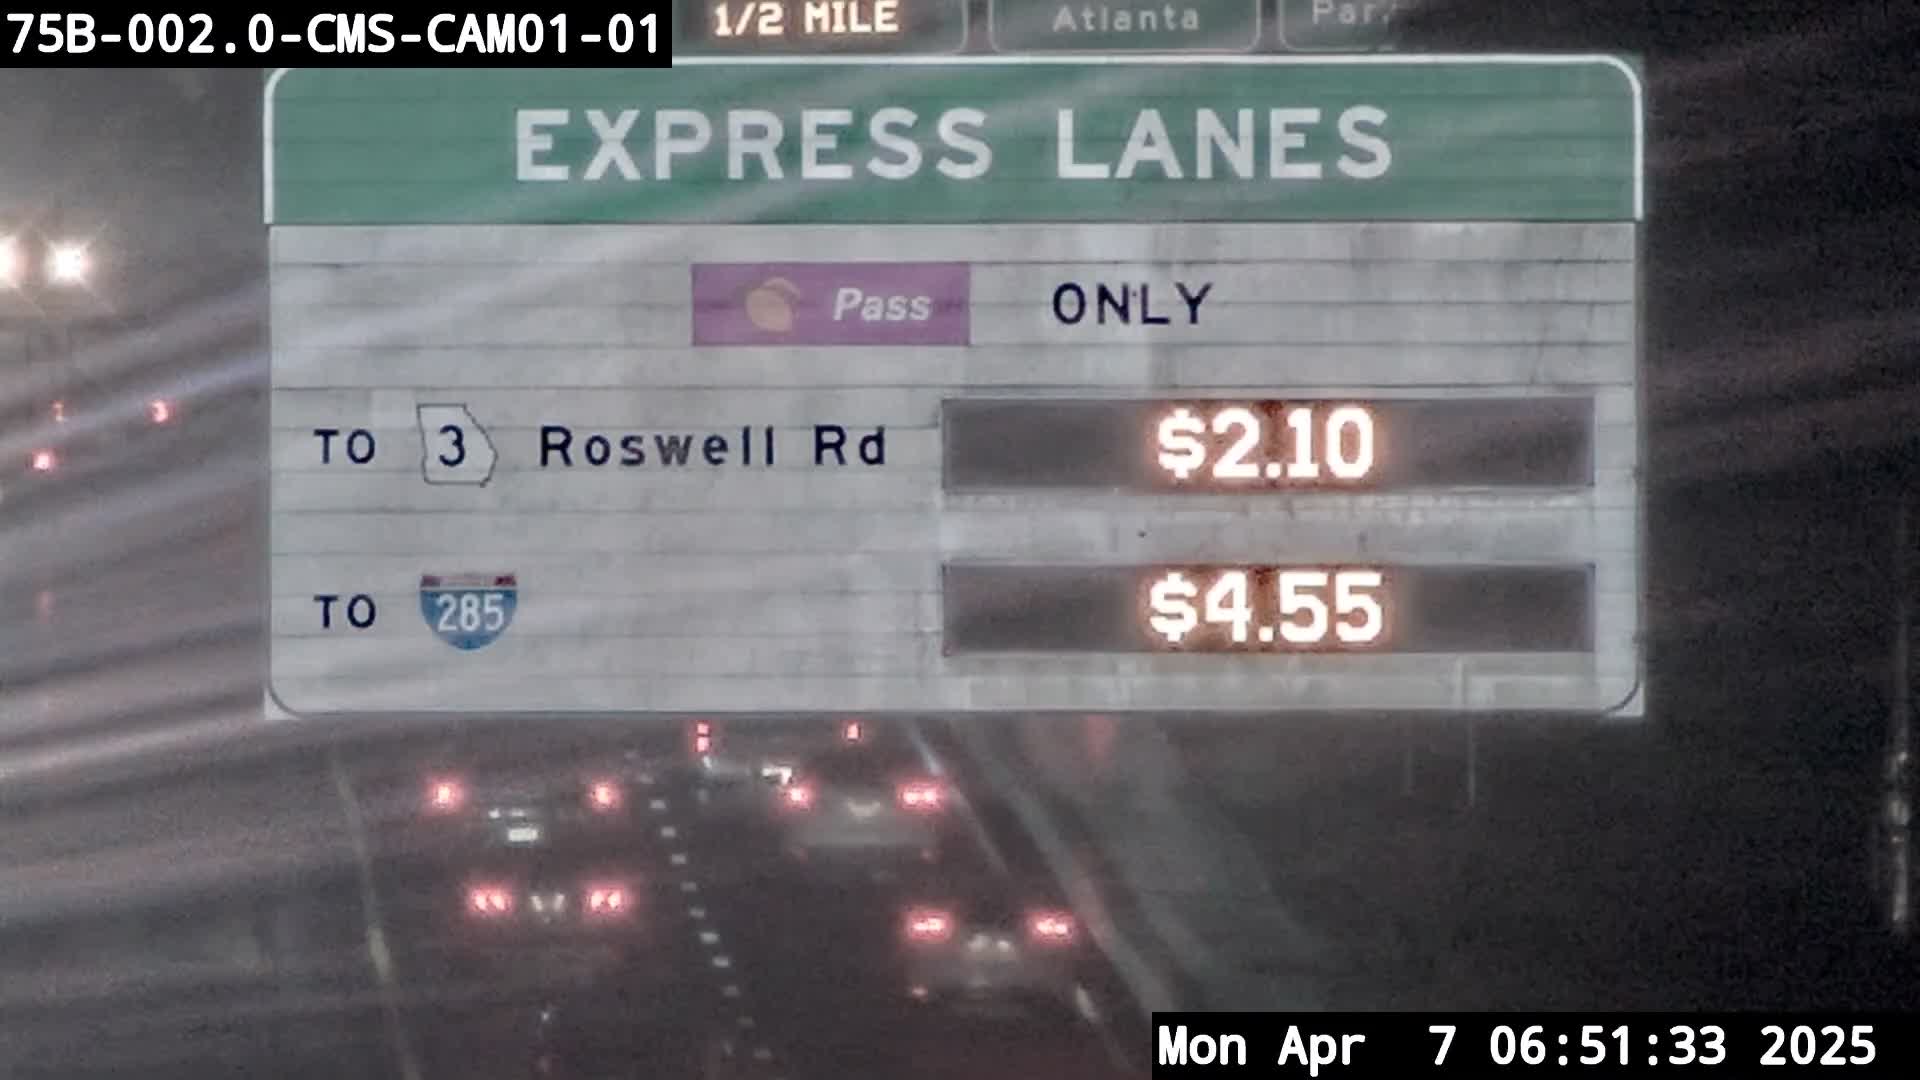 75B-002.0-CMS-CAM01-01
1/2 MILE
Atlanta
EXPRESS LANES
Pass ONLY
TO 3 Roswell Rd $2.10
TO 285 $4.55
Mon Apr 7 06:51:33 2025